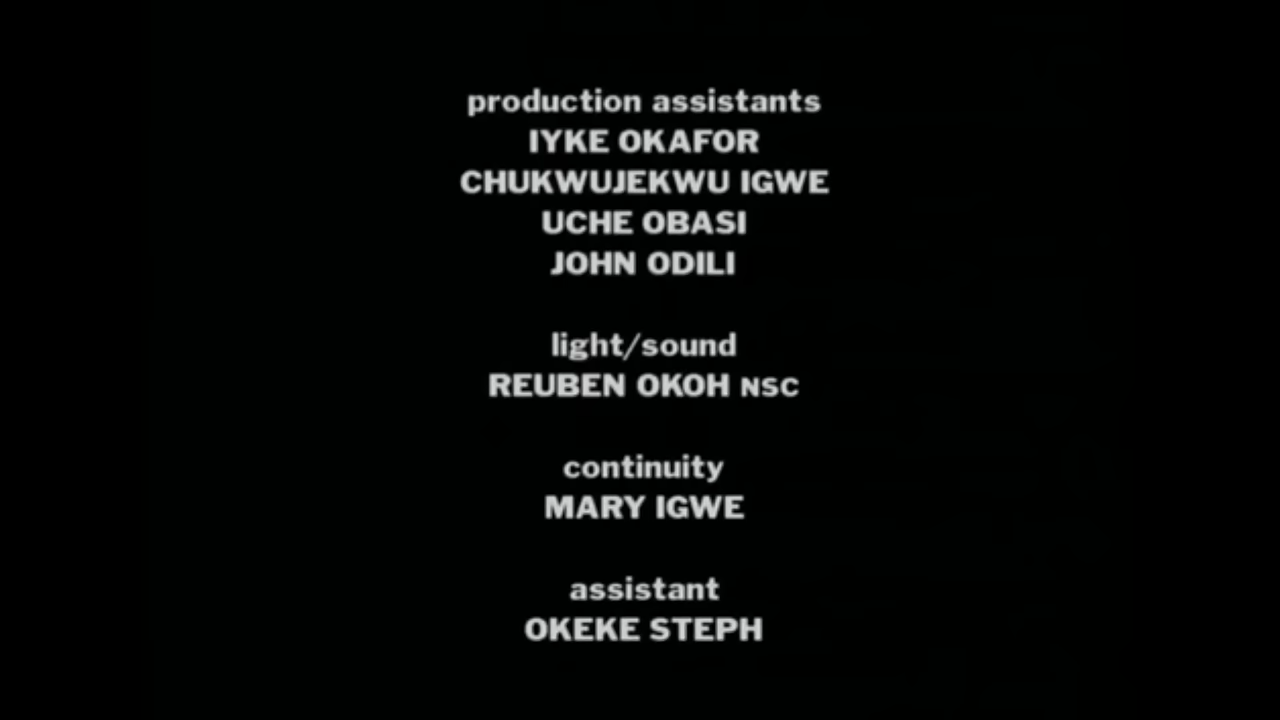 production assistants
IYKE OKAFOR
CHUKWUJEKWU IGWE
UCHE OBASI
JOHN ODILI
light/sound
REUBEN OKOH NSC
continuity
MARY IGWE
assistant
OKEKE STEPH